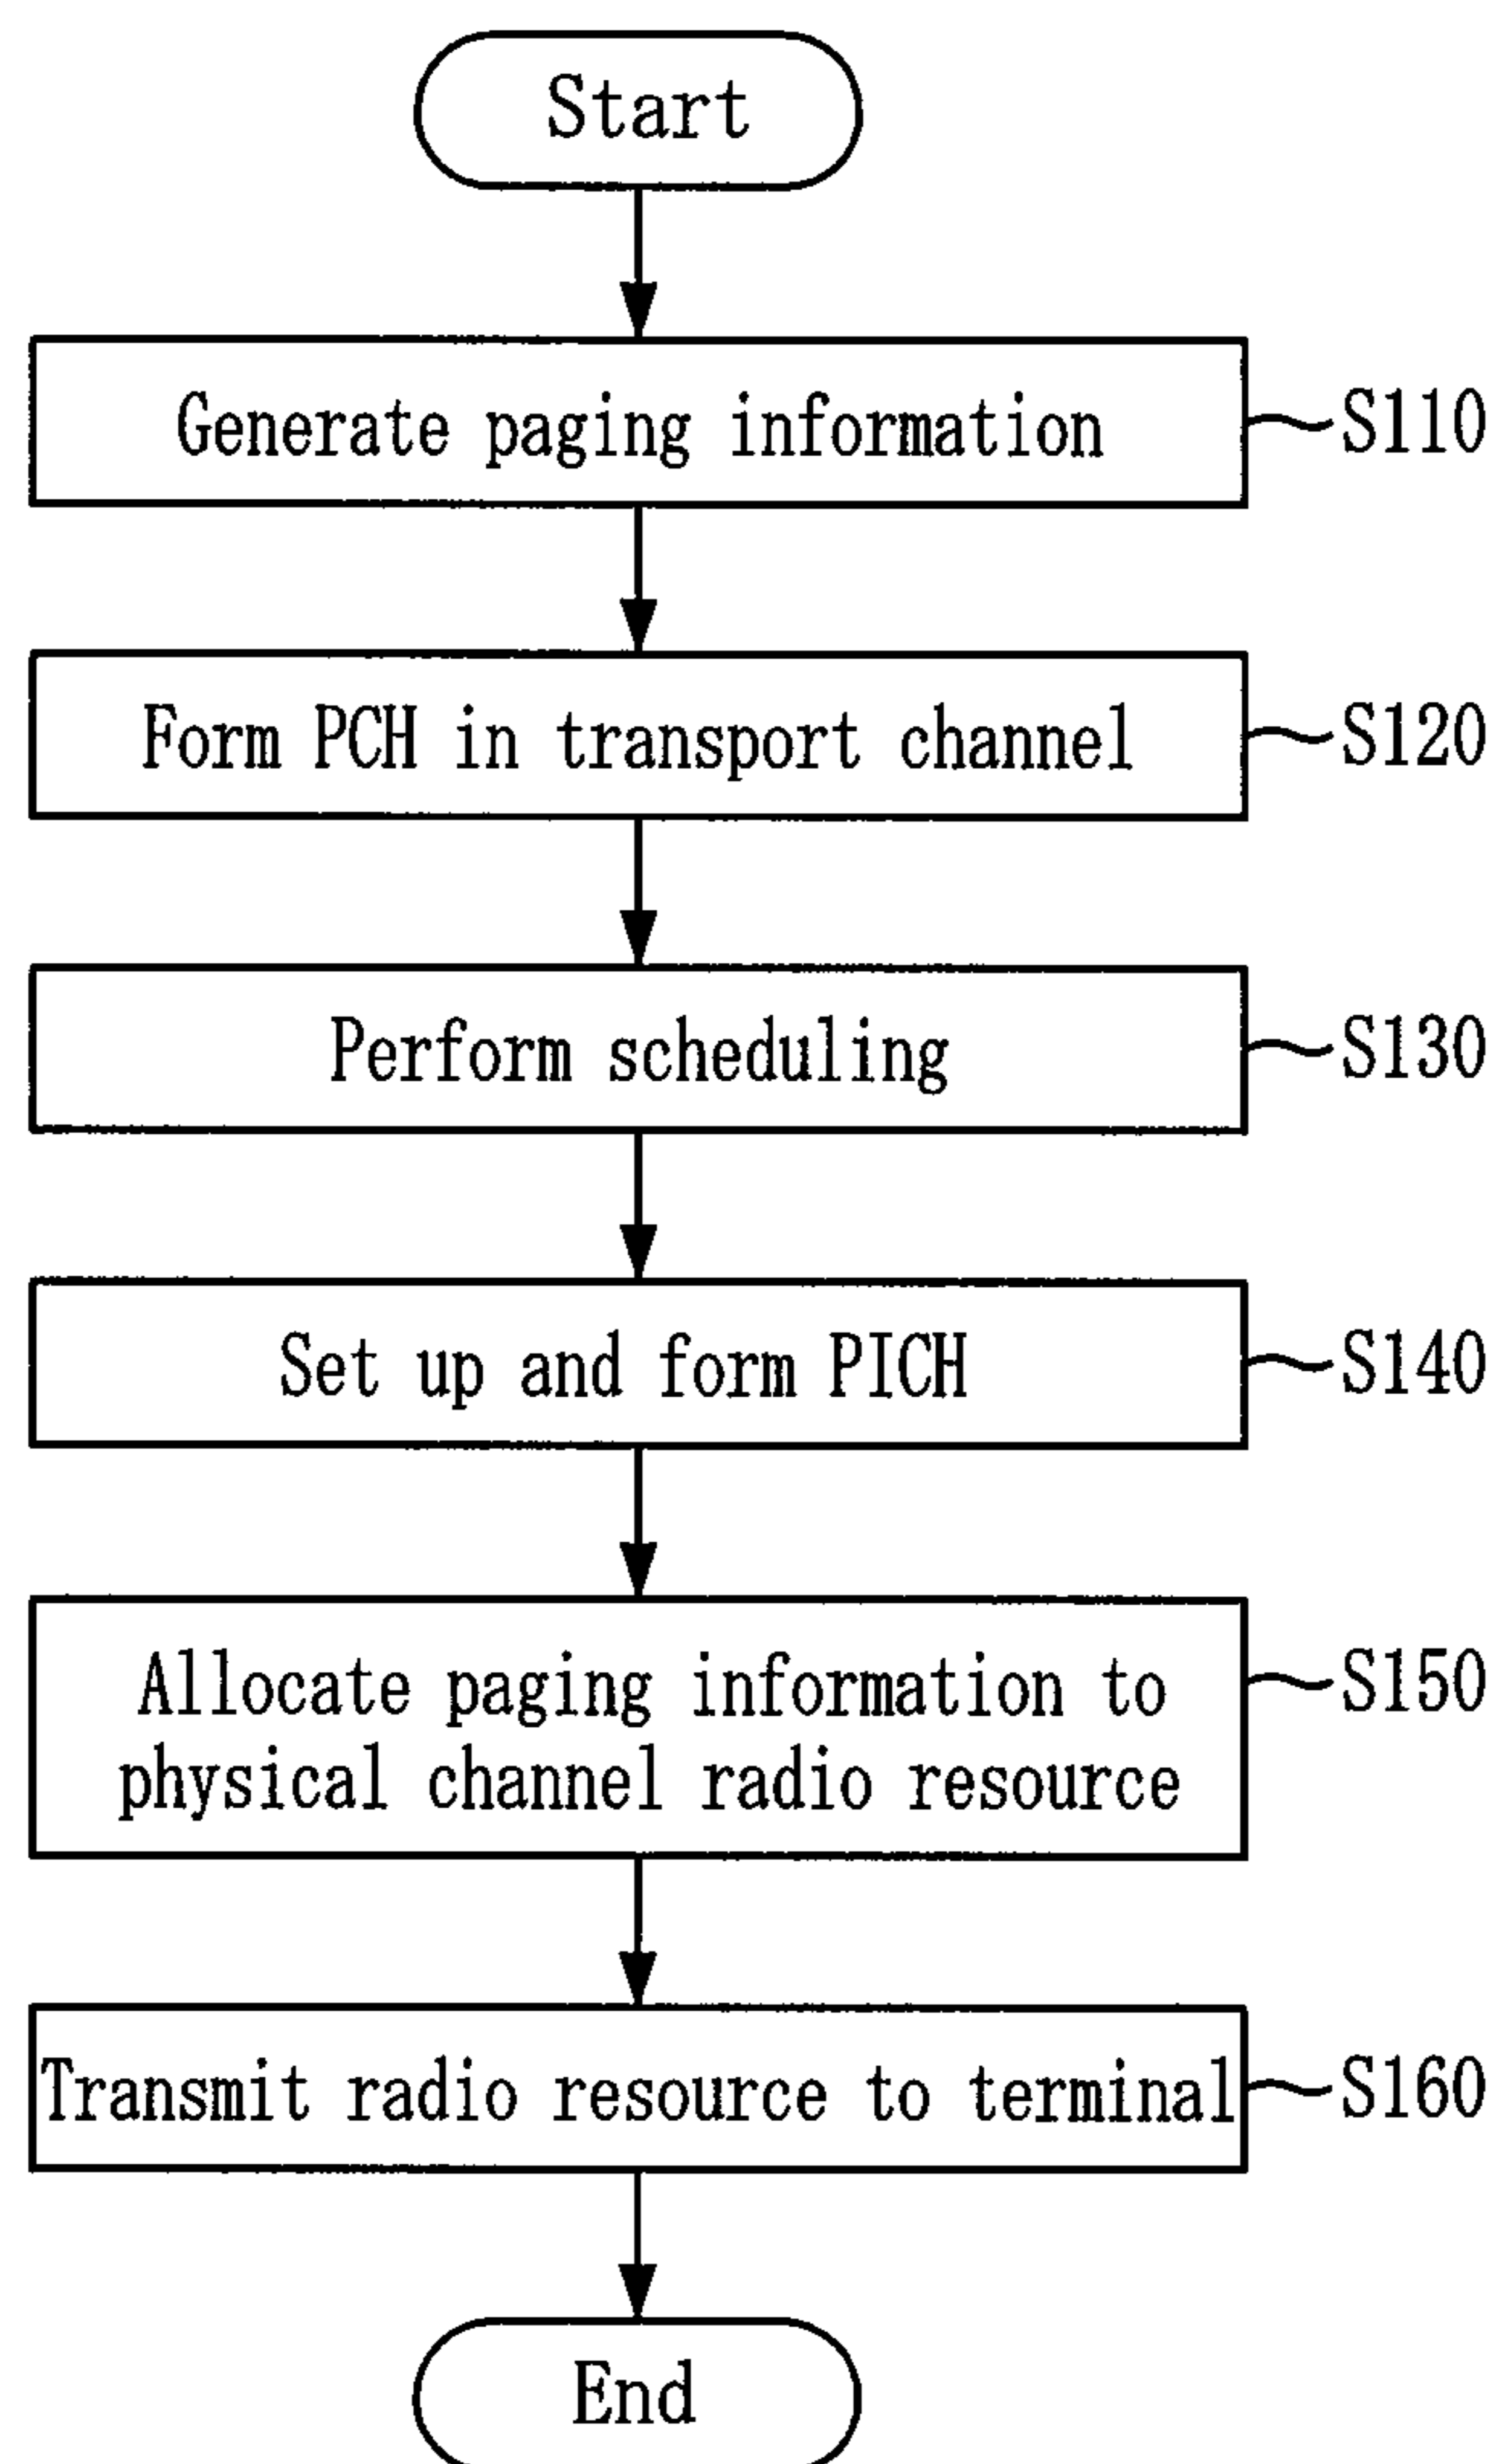 Start
Generate paging information
S110
Form PCH in transport channel
S120
Perform scheduling
S130
Set up and form PICH
S140
Allocate paging information to
physical channel radio resource
S150
Transmit radio resource to terminal
S160
End